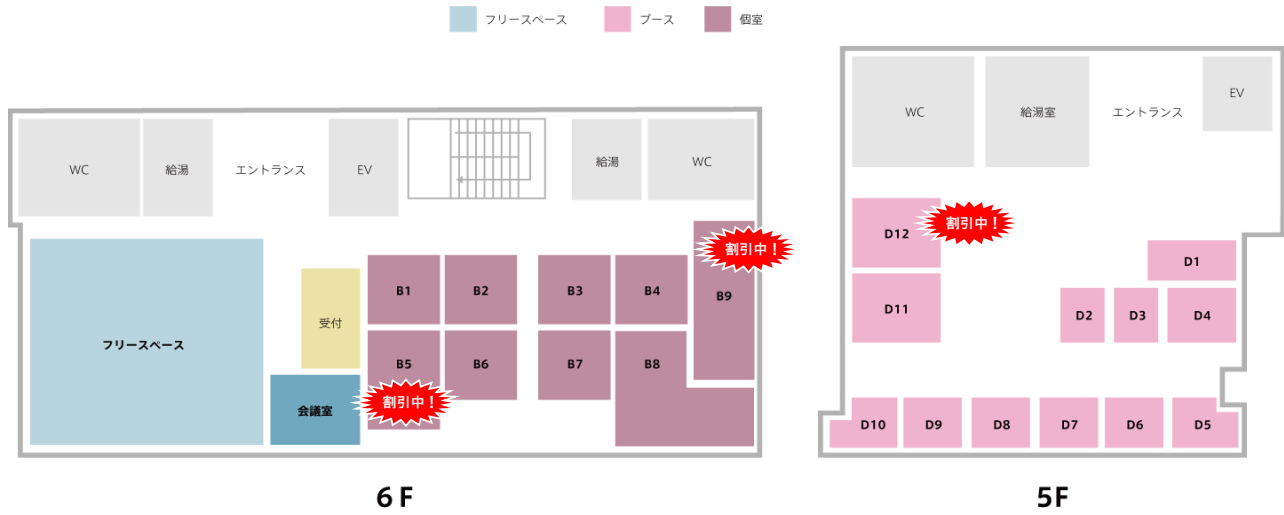 フリースペース
ブース
個室
WC
給湯
エントランス
EV
給湯
WC
割引中！
B1
B2
B3
B4
B9
受付
フリースペース
B5
B6
B7
B8
割引中！
会議室
6F
WC
給湯室
エントランス
EV
D12
割引中！
D1
D11
D2
D3
D4
D10
D9
D8
D7
D6
D5
5F